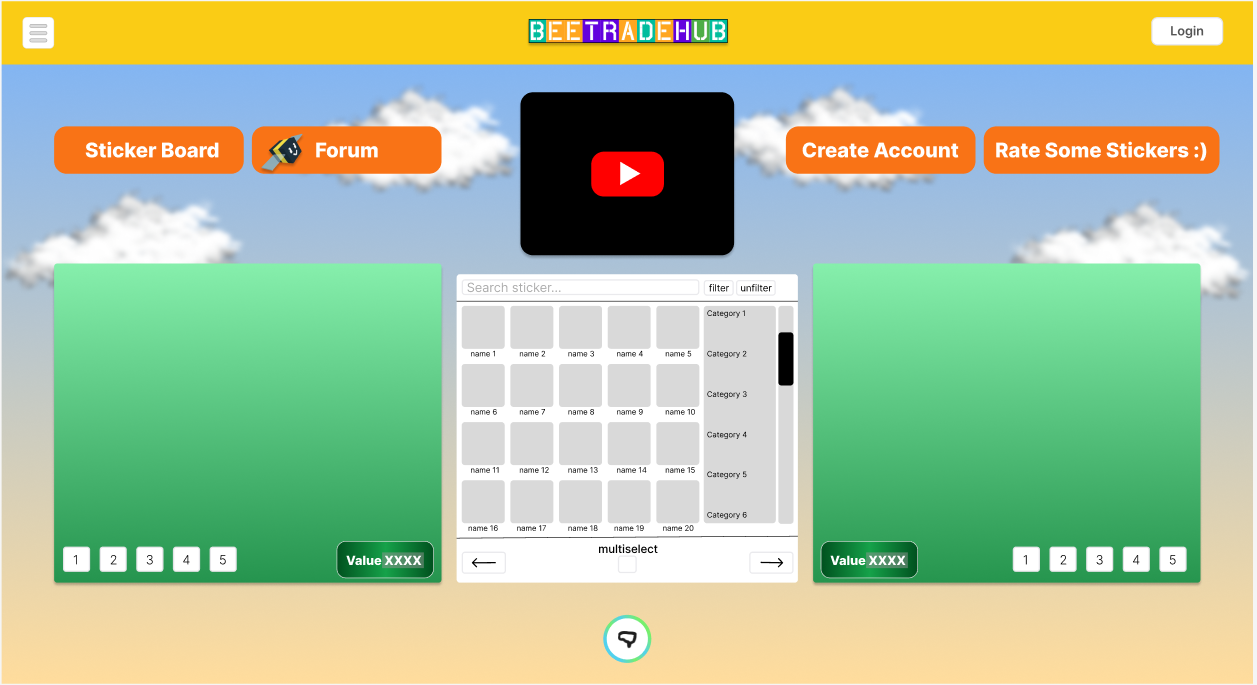 BEETRADEHUB
Login
Sticker Board
Forum
Create Account
Rate Some Stickers :)
Search sticker...
filter
unfilter
name 1
name 2
name 3
name 4
name 5
name 6
name 7
name 8
name 9
name 10
name 11
name 12
name 13
name 14
name 15
name 16
name 17
name 18
name 19
name 20
Category 1
Category 2
Category 3
Category 4
Category 5
Category 6
multiselect
1
2
3
4
5
Value XXXX
Value XXXX
1
2
3
4
5